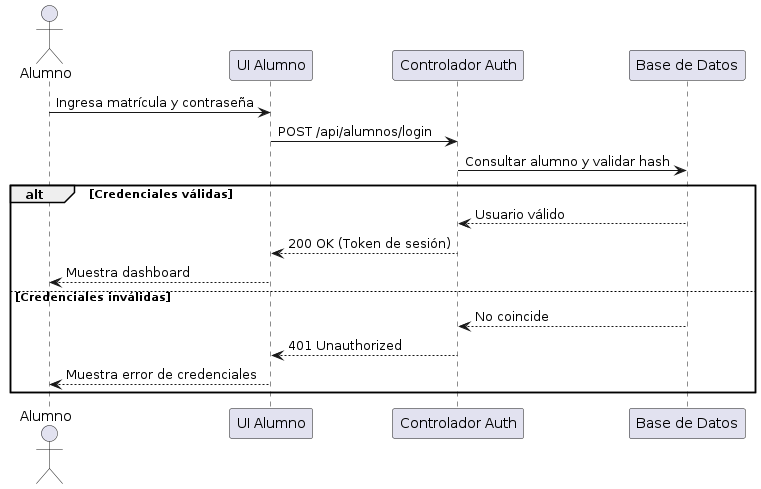 Alumno
UI Alumno
Controlador Auth
Base de Datos
Ingresa matrícula y contraseña
POST /api/alumnos/login
Consultar alumno y validar hash
alt
[Credenciales válidas]
Usuario válido
200 OK (Token de sesión)
Muestra dashboard
[Credenciales inválidas]
No coincide
401 Unauthorized
Muestra error de credenciales
Alumno
UI Alumno
Controlador Auth
Base de Datos